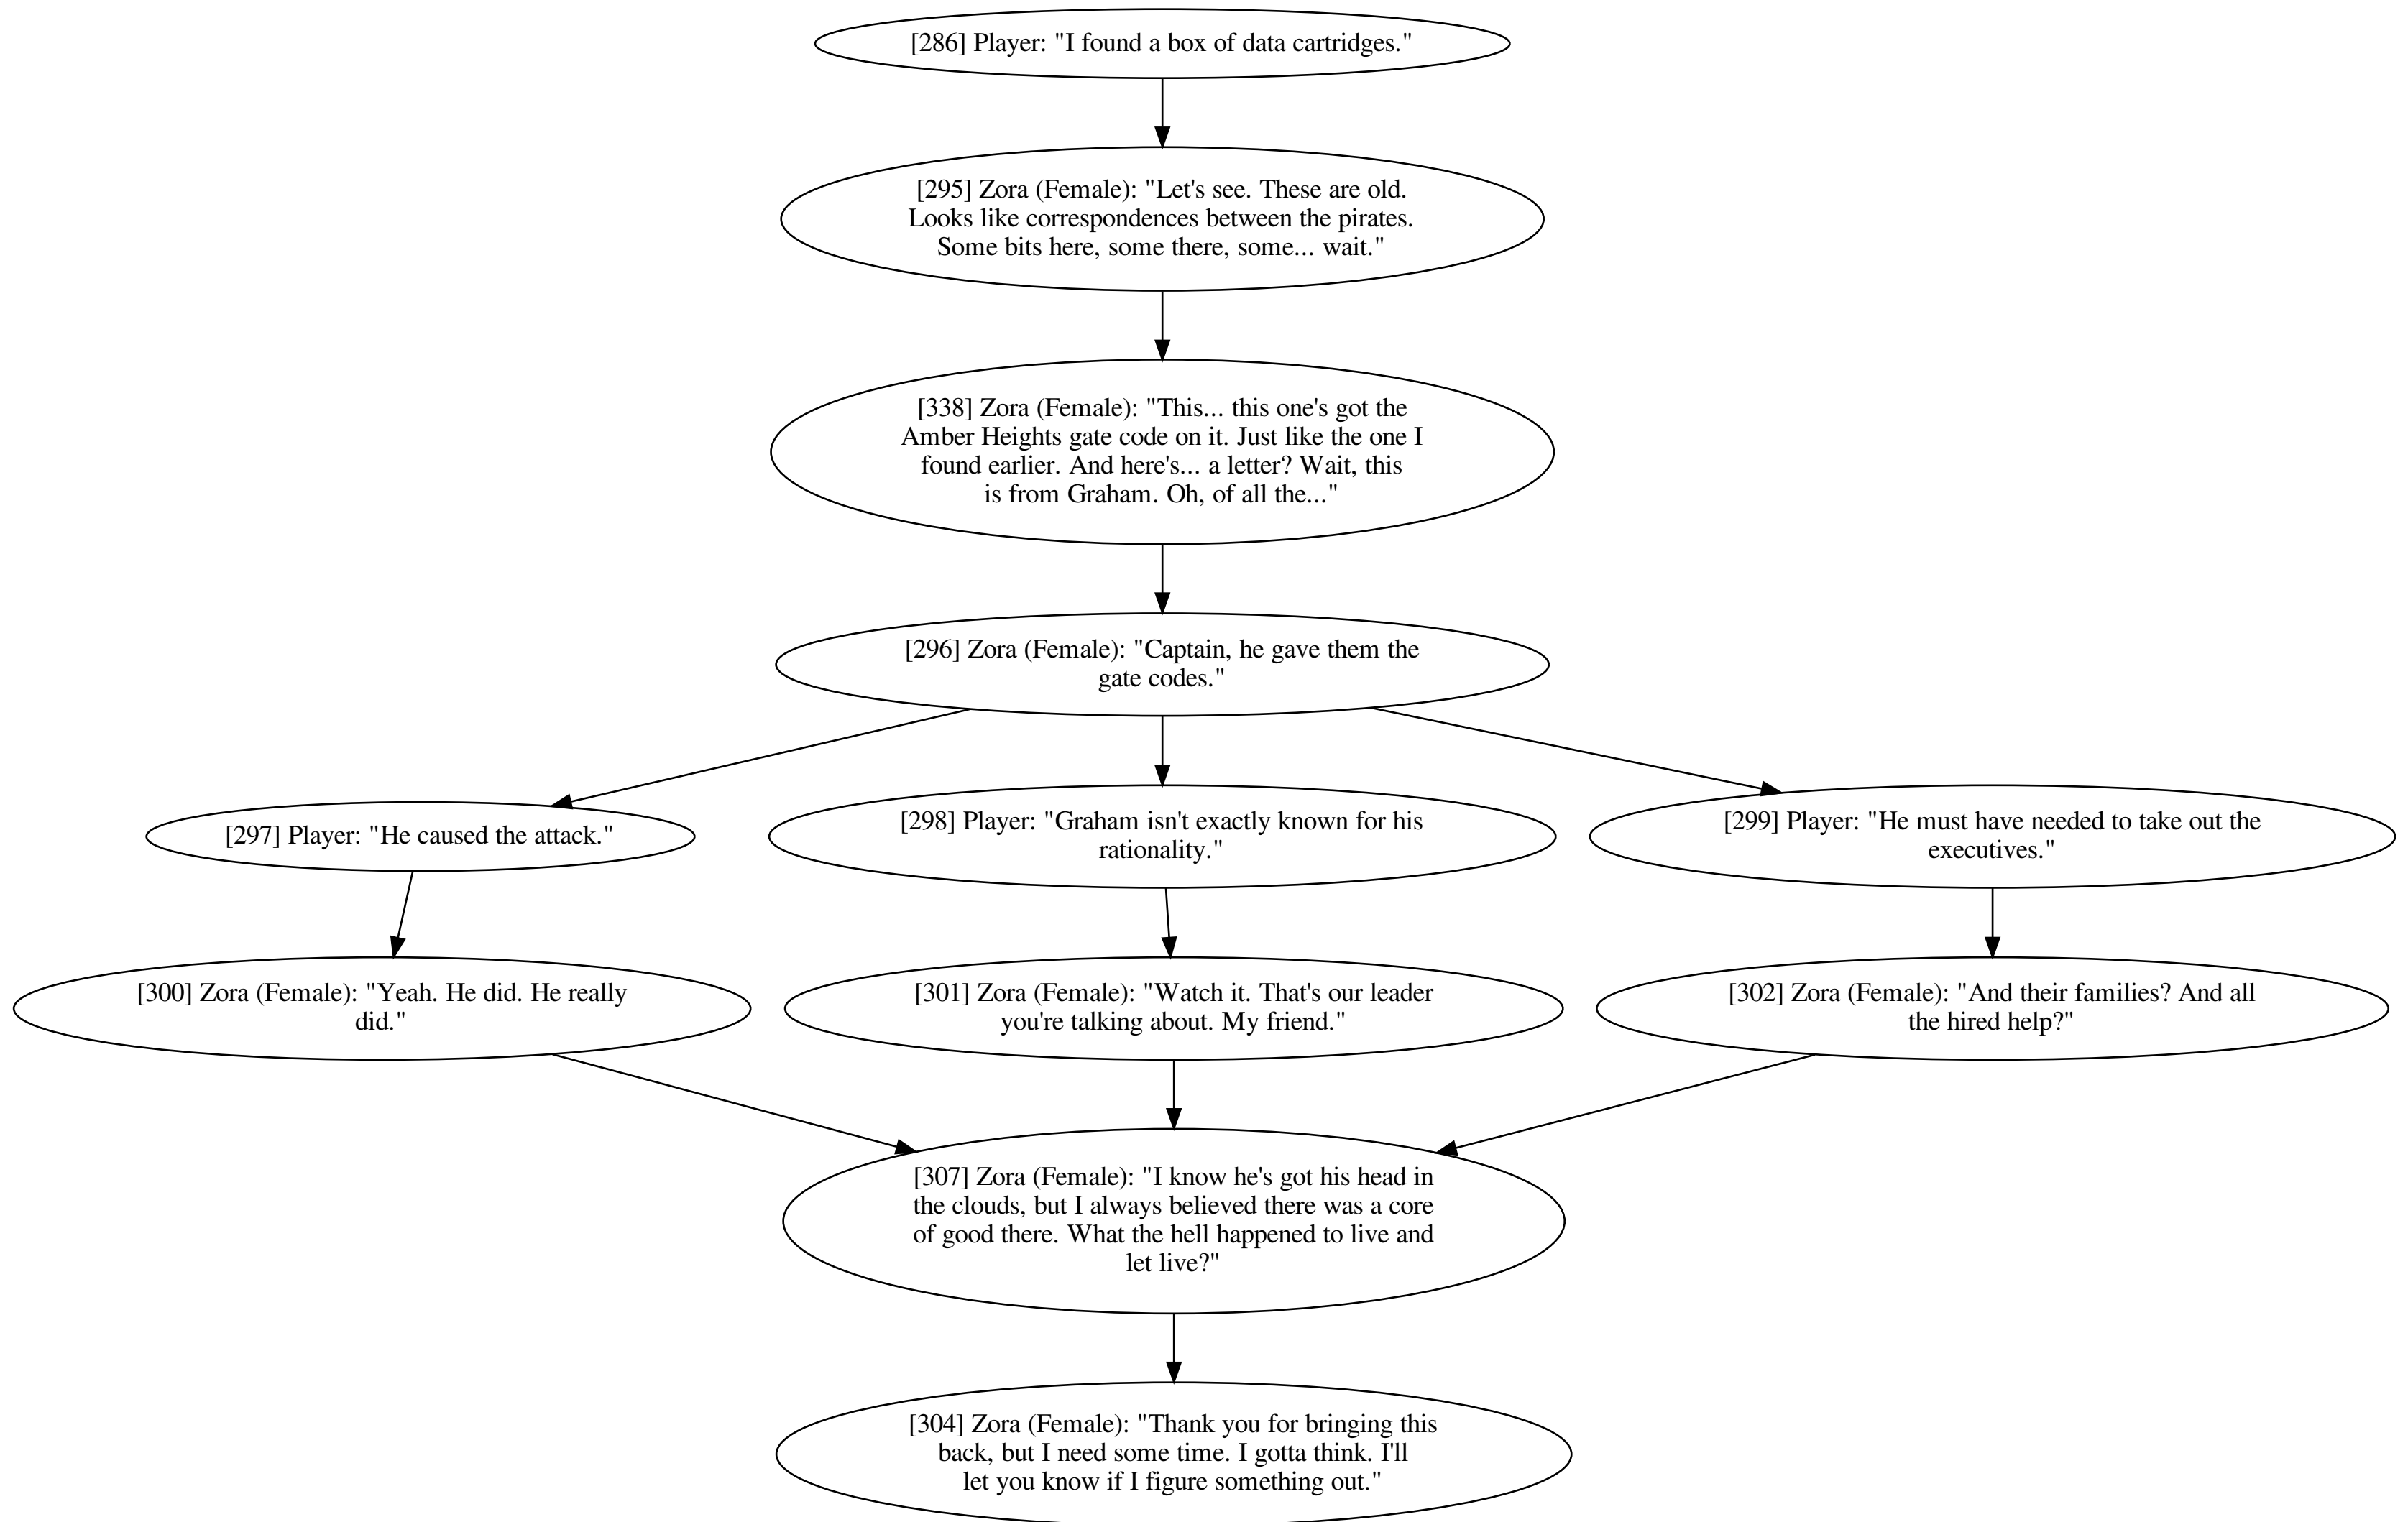 [286] Player: "I found a box of data cartridges."
[295] Zora (Female): "Let's see. These are old.
Looks like correspondences between the pirates.
Some bits here, some there, some... wait."
[338] Zora (Female): "This... this one's got the
Amber Heights gate code on it. Just like the one I
found earlier. And here's... a letter? Wait, this
is from Graham. Oh, of all the..."
[296] Zora (Female): "Captain, he gave them the
gate codes."
[297] Player: "He caused the attack."
[298] Player: "Graham isn't exactly known for his
rationality."
[299] Player: "He must have needed to take out the
executives."
[300] Zora (Female): "Yeah. He did. He really
did."
[301] Zora (Female): "Watch it. That's our leader
you're talking about. My friend."
[302] Zora (Female): "And their families? And all
the hired help?"
[307] Zora (Female): "I know he's got his head in
the clouds, but I always believed there was a core
of good there. What the hell happened to live and
let live?"
[304] Zora (Female): "Thank you for bringing this
back, but I need some time. I gotta think. I'll
let you know if I figure something out."